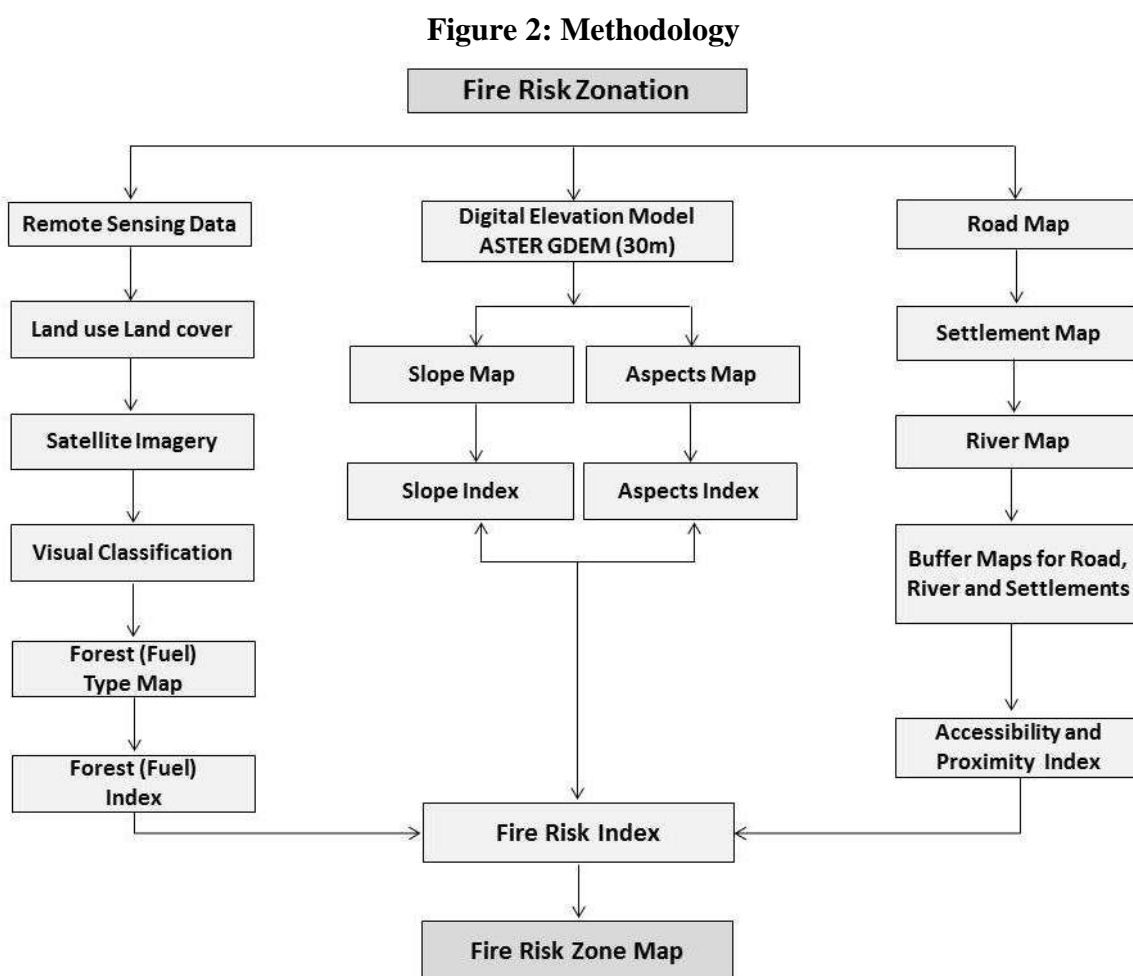 Figure 2: Methodology
Fire Risk Zonation
Remote Sensing Data
Land use Land cover
Satellite Imagery
Visual Classification
Forest (Fuel)
Type Map
Forest (Fuel)
Index
Digital Elevation Model
ASTER GDEM (30m)
Slope Map
Aspects Map
Slope Index
Aspects Index
Road Map
Settlement Map
River Map
Buffer Maps for Road,
River and Settlements
Accessibility and
Proximity Index
Fire Risk Index
Fire Risk Zone Map